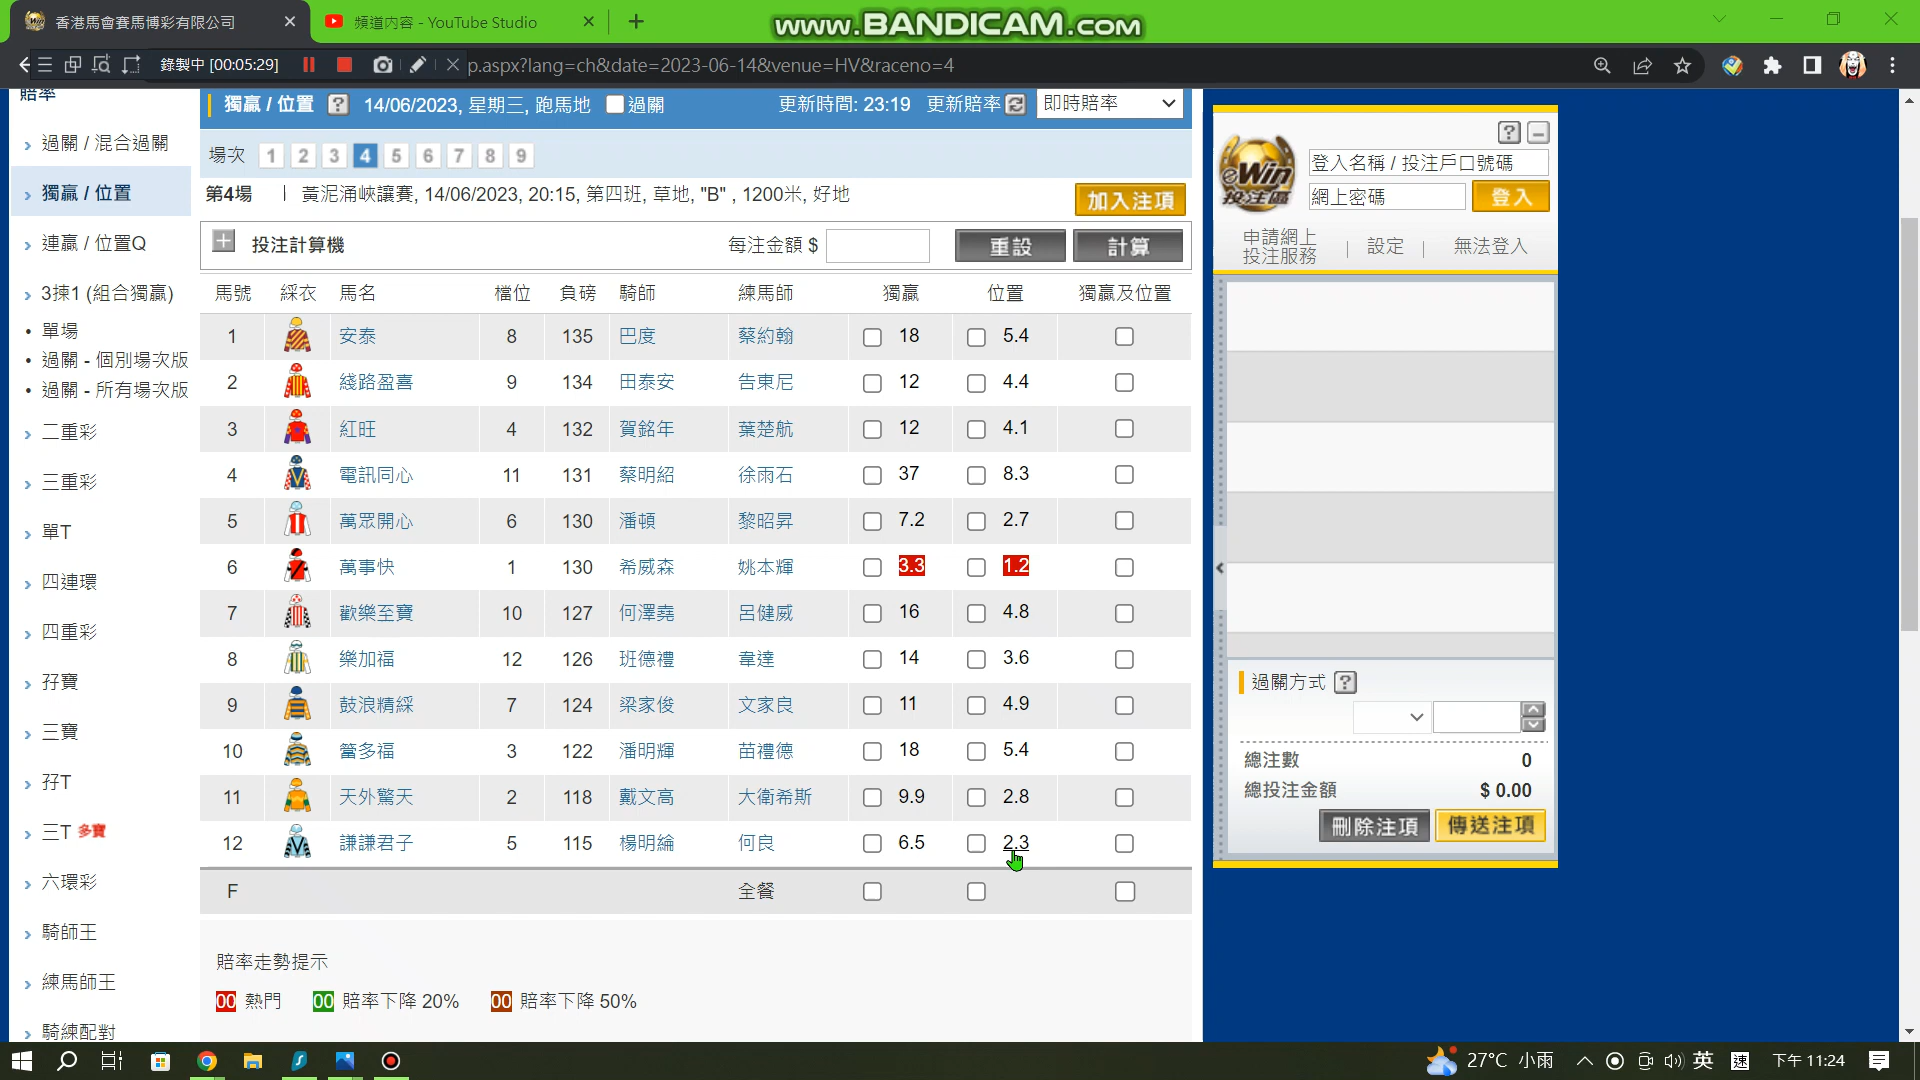 香港馬會賽馬博彩有限公司
頻道內容 - YouTube Studio
www.BANDICAM.com
錄製中 [00:05:29]
p.aspx?lang=ch&date=2023-06-14&venue=HV&raceno=4
賠率
過關 / 混合過關
獨贏 / 位置
連贏 / 位置Q
3揀1 (組合獨贏)
單場
過關 - 個別場次版
過關 - 所有場次版
二重彩
三重彩
單T
四連環
四重彩
孖寶
三寶
孖T
三T 多寶
六環彩
騎師王
練馬師王
騎練配對
獨贏 / 位置 ? 14/06/2023, 星期三, 跑馬地 過關 更新時間: 23:19 更新賠率 即時賠率
場次 1 2 3 4 5 6 7 8 9
第4場 | 黃泥涌峽讓賽, 14/06/2023, 20:15, 第四班, 草地, "B" , 1200米, 好地 加入注項
投注計算機 每注金額 $ 重設 計算
馬號 綵衣 馬名 檔位 負磅 騎師 練馬師 獨贏 位置 獨贏及位置
1 安泰 8 135 巴度 蔡約翰 18 5.4
2 綫路盈喜 9 134 田泰安 告東尼 12 4.4
3 紅旺 4 132 賀銘年 葉楚航 12 4.1
4 電訊同心 11 131 蔡明紹 徐雨石 37 8.3
5 萬眾開心 6 130 潘頓 黎昭昇 7.2 2.7
6 萬事快 1 130 希威森 姚本輝 3.3 1.2
7 歡樂至寶 10 127 何澤堯 呂健威 16 4.8
8 樂加福 12 126 班德禮 韋達 14 3.6
9 鼓浪精綵 7 124 梁家俊 文家良 11 4.9
10 籌多福 3 122 潘明輝 苗禮德 18 5.4
11 天外驚天 2 118 戴文高 大衛希斯 9.9 2.8
12 謙謙君子 5 115 楊明綸 何良 6.5 2.3
F 全餐
賠率走勢提示
00 熱門 00 賠率下降 20% 00 賠率下降 50%
?
eWin
投注區
登入名稱 / 投注戶口號碼
網上密碼 登入
申請網上
投注服務 | 設定 | 無法登入
過關方式 ?
總注數 0
總投注金額 $ 0.00
刪除注項 傳送注項
27°C 小雨
英
速
下午 11:24